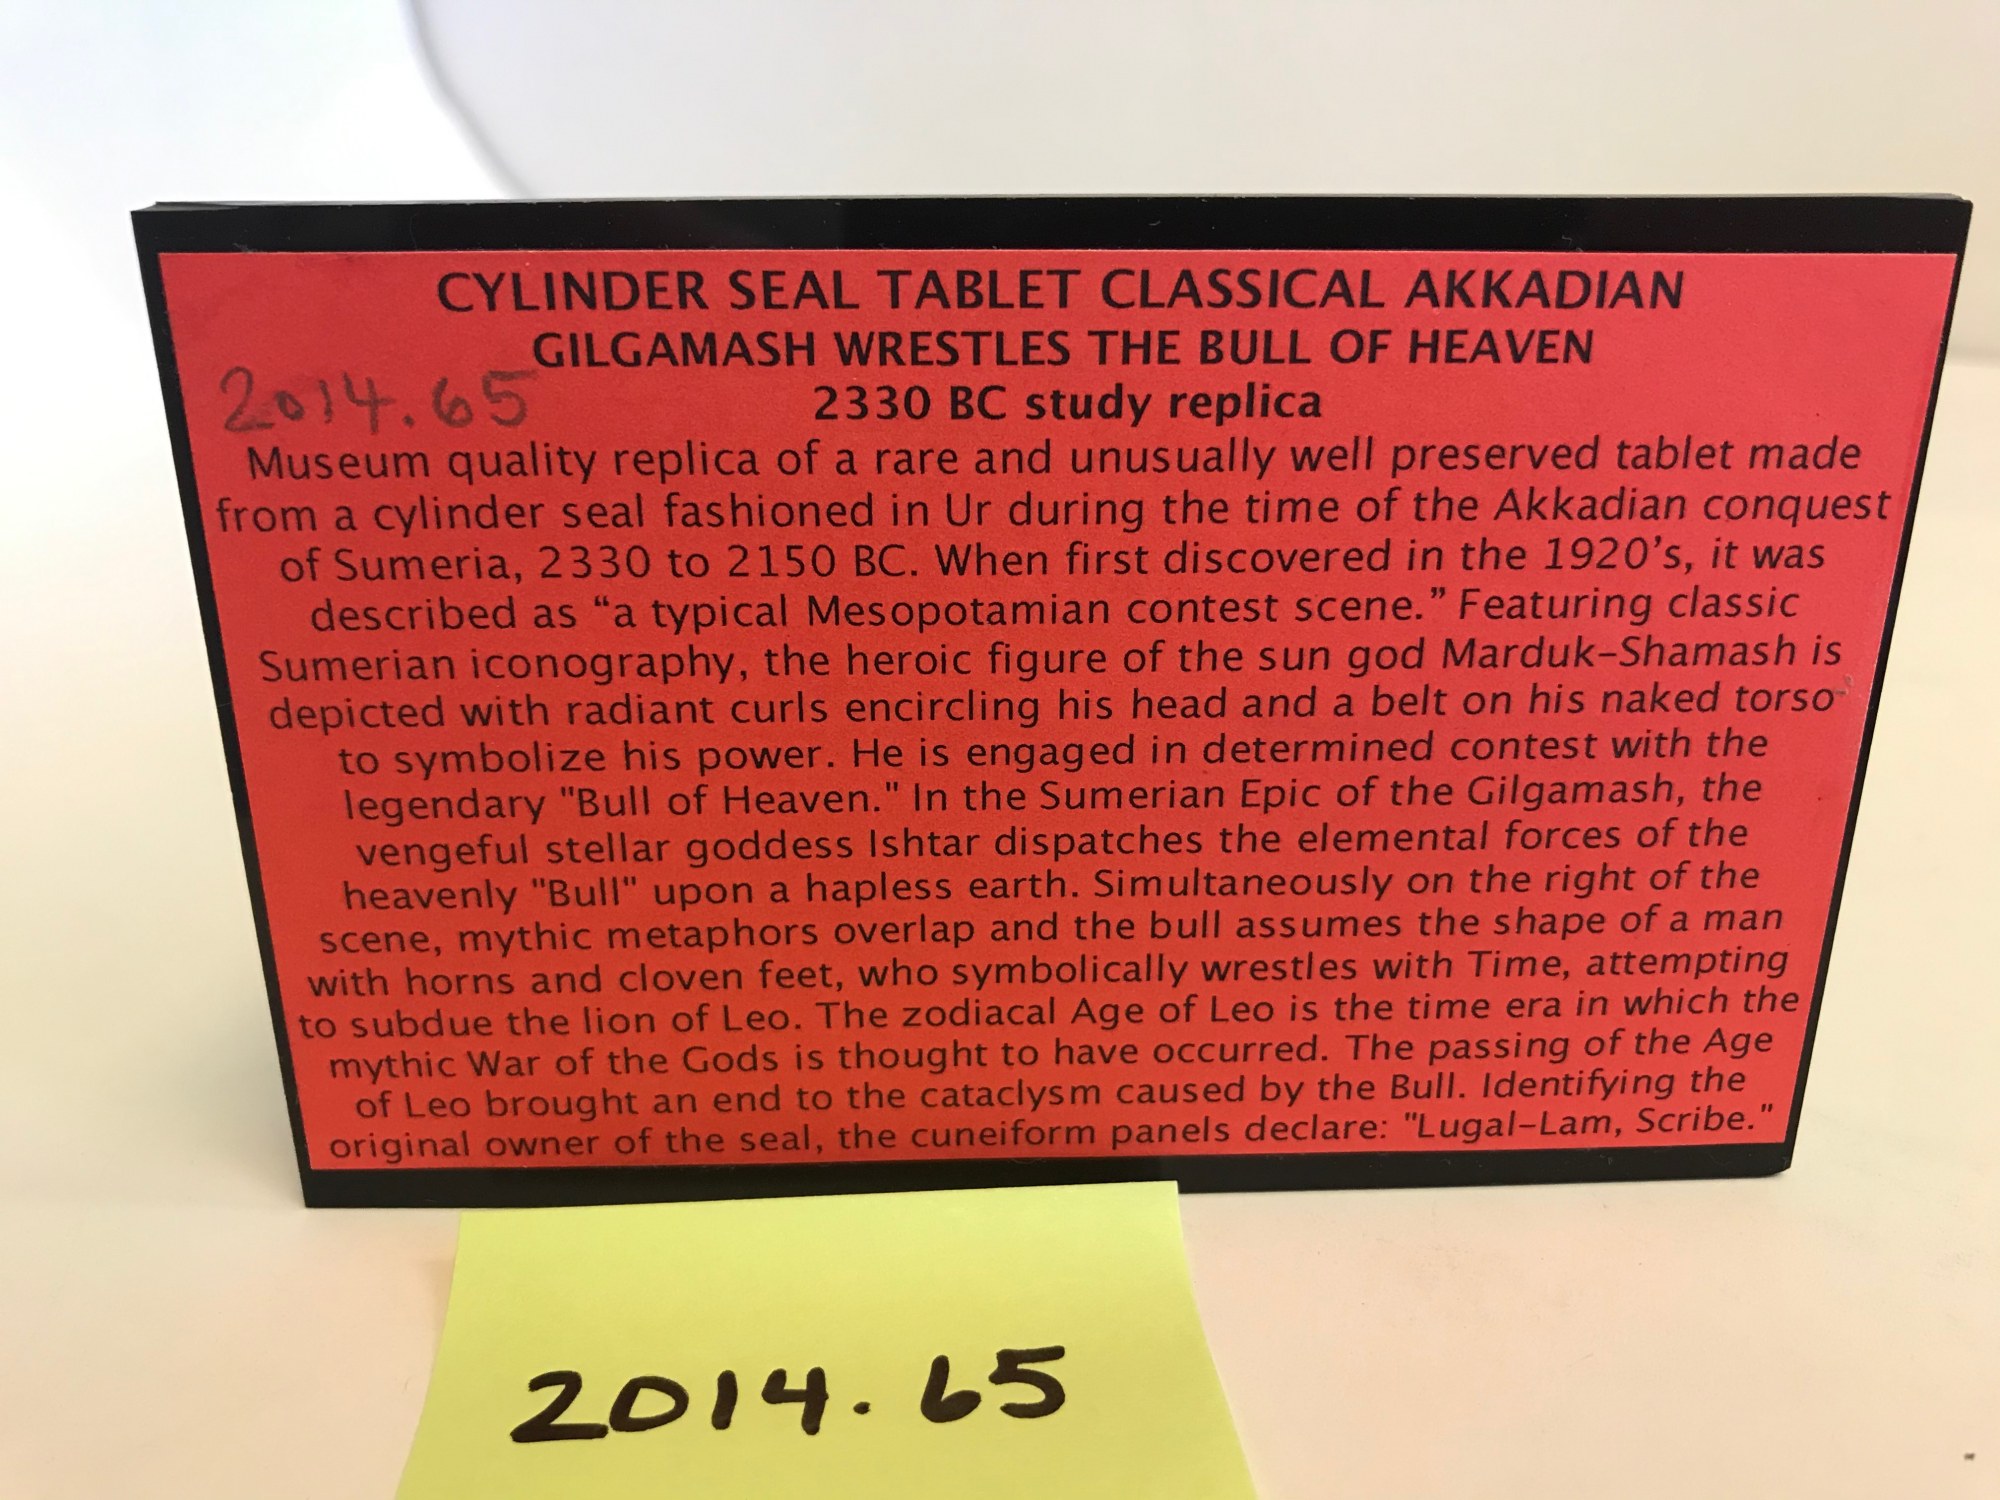 CYLINDER SEAL TABLET CLASSICAL AKKADIAN
GILGAMASH WRESTLES THE BULL OF HEAVEN
2014.65
2330 BC study replica
Museum quality replica of a rare and unusually well preserved tablet made
from a cylinder seal fashioned in Ur during the time of the Akkadian conquest
of Sumeria, 2330 to 2150 BC. When first discovered in the 1920's, it was
described as “a typical Mesopotamian contest scene.” Featuring classic
Sumerian iconography, the heroic figure of the sun god Marduk-Shamash is
depicted with radiant curls encircling his head and a belt on his naked torso
to symbolize his power. He is engaged in determined contest with the
legendary "Bull of Heaven." In the Sumerian Epic of the Gilgamash, the
vengeful stellar goddess Ishtar dispatches the elemental forces of the
heavenly "Bull" upon a hapless earth. Simultaneously on the right of the
scene, mythic metaphors overlap and the bull assumes the shape of a man
with horns and cloven feet, who symbolically wrestles with Time, attempting
to subdue the lion of Leo. The zodiacal Age of Leo is the time era in which the
mythic War of the Gods is thought to have occurred. The passing of the Age
of Leo brought an end to the cataclysm caused by the Bull. Identifying the
original owner of the seal, the cuneiform panels declare: "Lugal-Lam, Scribe."
2014.65